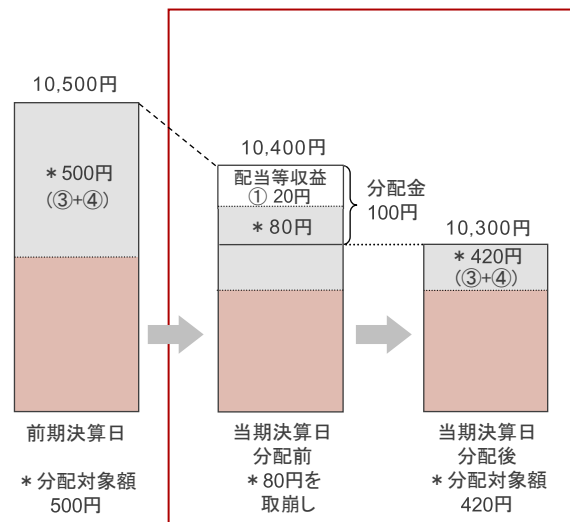 10,500円
＊500円
（③+④）
前期決算日
＊分配対象額
500円
10,400円
配当等収益
① 20円
＊80円
分配金
100円
当期決算日
分配前
＊80円を
取崩し
10,300円
＊420円
（③+④）
当期決算日
分配後
＊分配対象額
420円